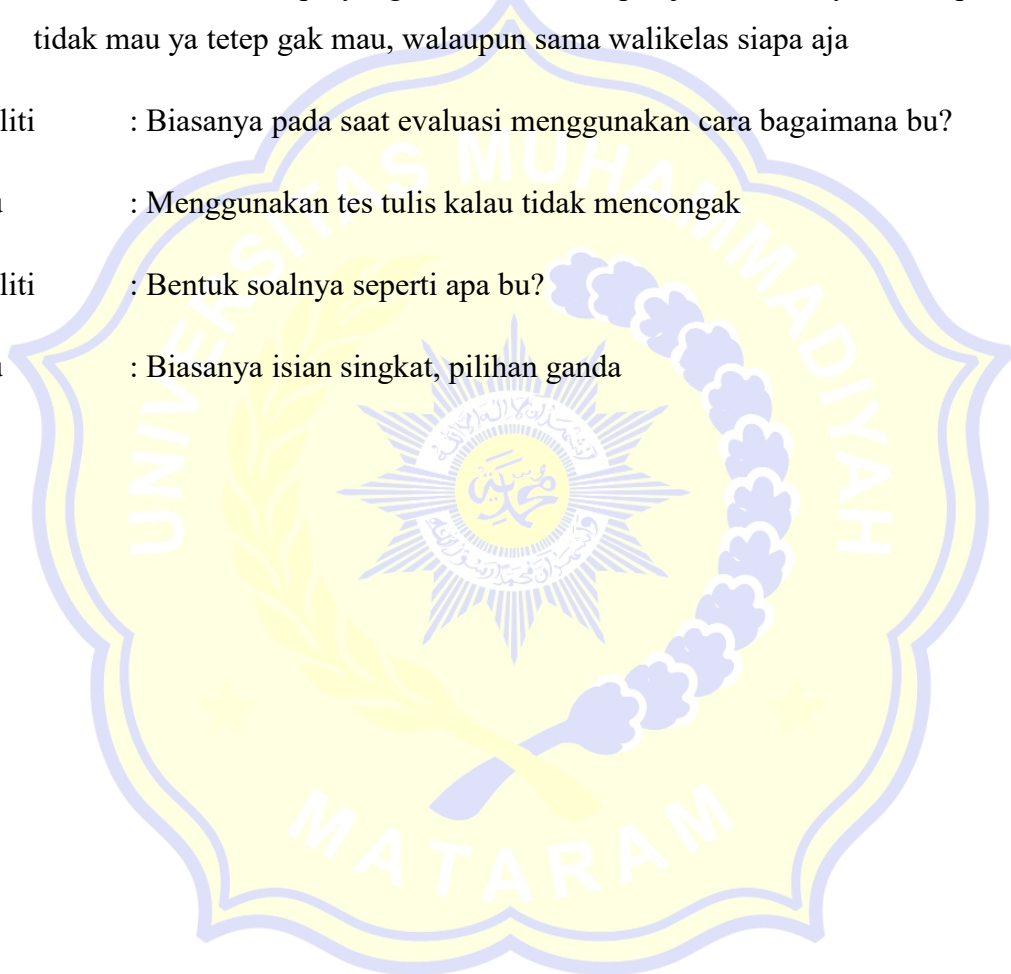 tidak mau ya tetep gak mau, walaupun sama walikelas siapa aja
liti : Biasanya pada saat evaluasi menggunakan cara bagaimana bu?
: Menggunakan tes tulis kalau tidak mencongak
liti : Bentuk soalnya seperti apa bu?
: Biasanya isian singkat, pilihan ganda
UNIVERSITAS MUHAMMADIYAH
MATARAM